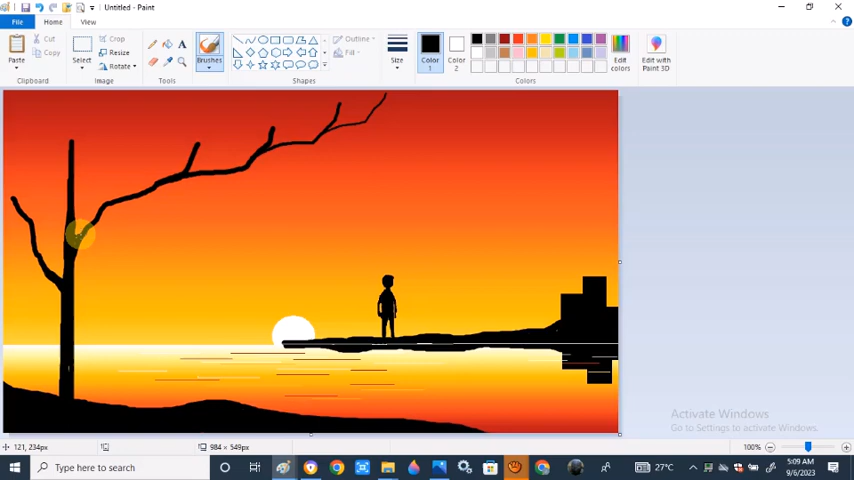 Untitled - Paint
File
Home
View
Paste
Cut
Copy
Clipboard
Select
Crop
Resize
Rotate
Image
A
Tools
Brushes
Outline
Fill
Shapes
Size
Color
1
Color
2
Edit
colors
Colors
Edit with
Paint 3D
Activate Windows
Go to Settings to activate Windows.
121, 234px
984 × 549px
100%
Type here to search
27°C
5:09 AM
9/6/2023